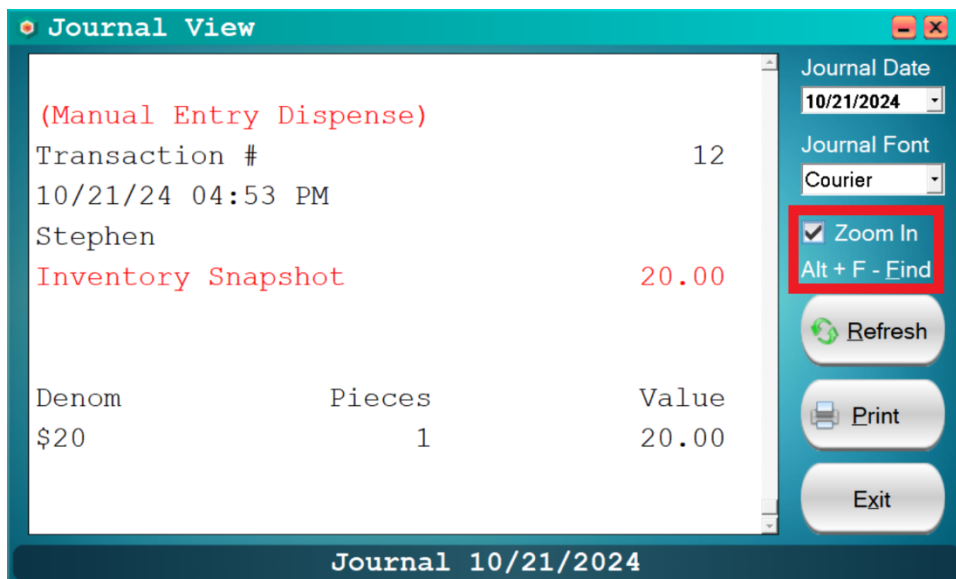 Journal View
(Manual Entry Dispense)
Transaction # 12
10/21/24 04:53 PM
Stephen
Inventory Snapshot 20.00
Denom Pieces Value
$20 1 20.00
Journal Date
10/21/2024
Journal Font
Courier
Zoom In
Alt + F - Find
Refresh
Print
Exit
Journal 10/21/2024